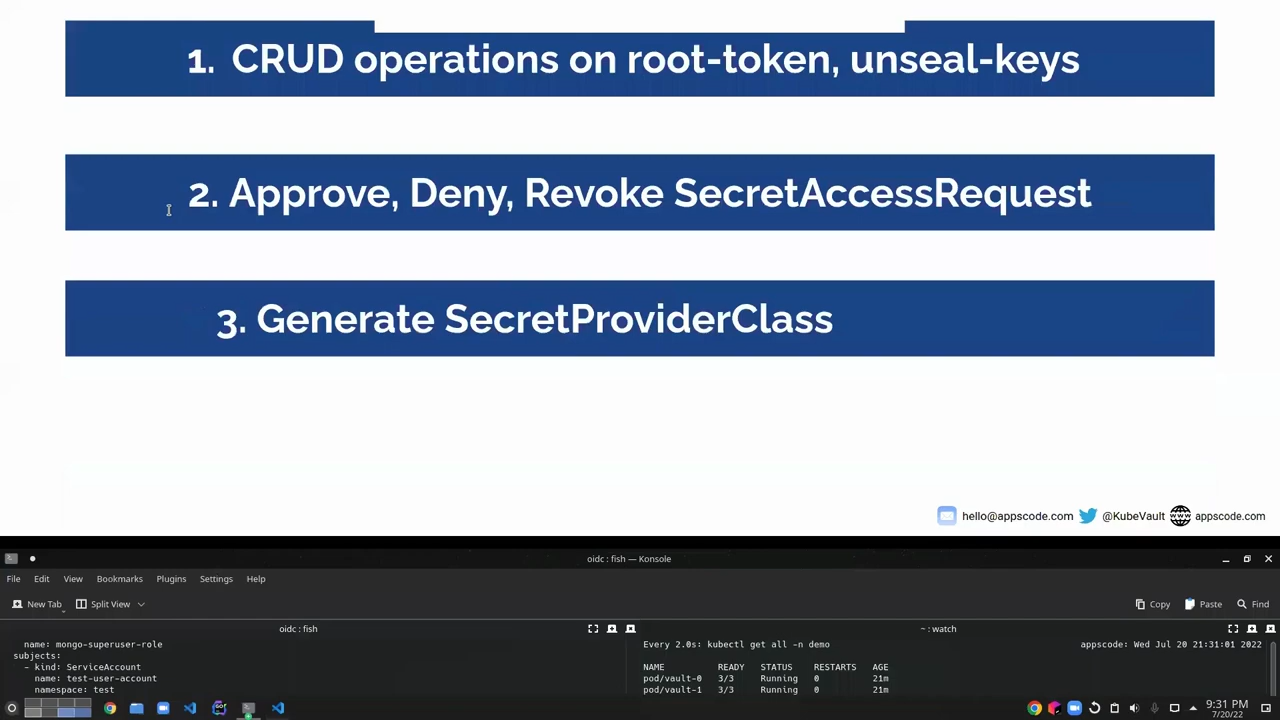 1. CRUD operations on root-token, unseal-keys
2. Approve, Deny, Revoke SecretAccessRequest
3. Generate SecretProviderClass
hello@appscode.com @KubeVault appscode.com
oidc : fish — Konsole
File Edit View Bookmarks Plugins Settings Help
New Tab Split View Copy Paste Find
oidc : fish
name: mongo-superuser-role
subjects:
- kind: ServiceAccount
name: test-user-account
namespace: test
~ : watch
Every 2.0s: kubectl get all -n demo appscode: Wed Jul 20 21:31:01 2022
NAME READY STATUS RESTARTS AGE
pod/vault-0 3/3 Running 0 21m
pod/vault-1 3/3 Running 0 21m
9:31 PM
7/20/22